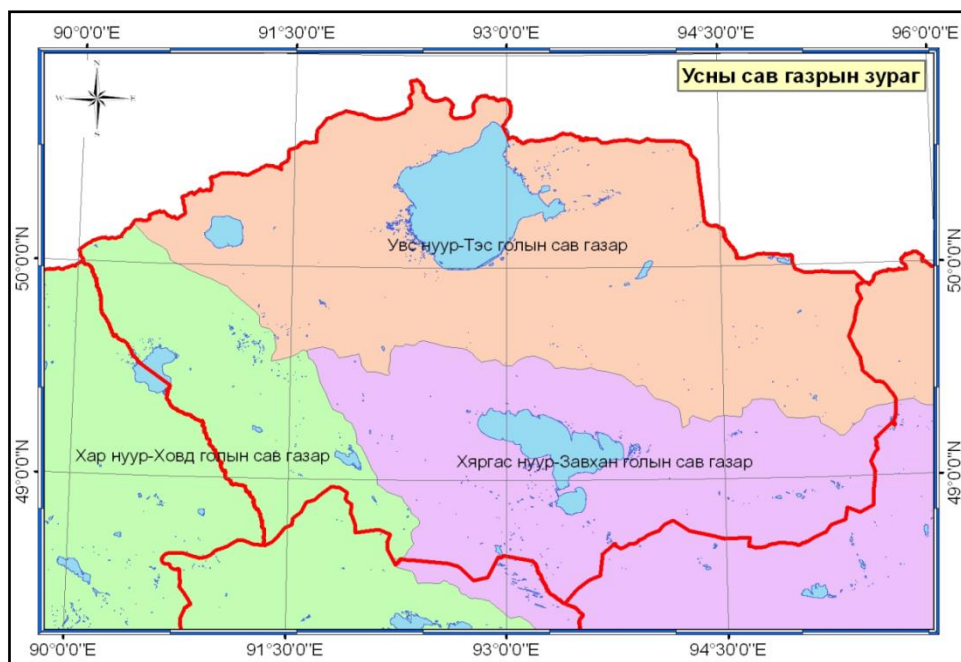 90°0'0"E 91°30'0"E 93°0'0"E 94°30'0"E 96°0'0"E
Усны сав газрын зураг
N
W E
S
50°0'0"N 50°0'0"N
Увс нуур-Тэс голын сав газар
Хар нуур-Ховд голын сав газар
Хяргас нуур-Завхан голын сав газар
49°0'0"N 49°0'0"N
90°0'0"E 91°30'0"E 93°0'0"E 94°30'0"E